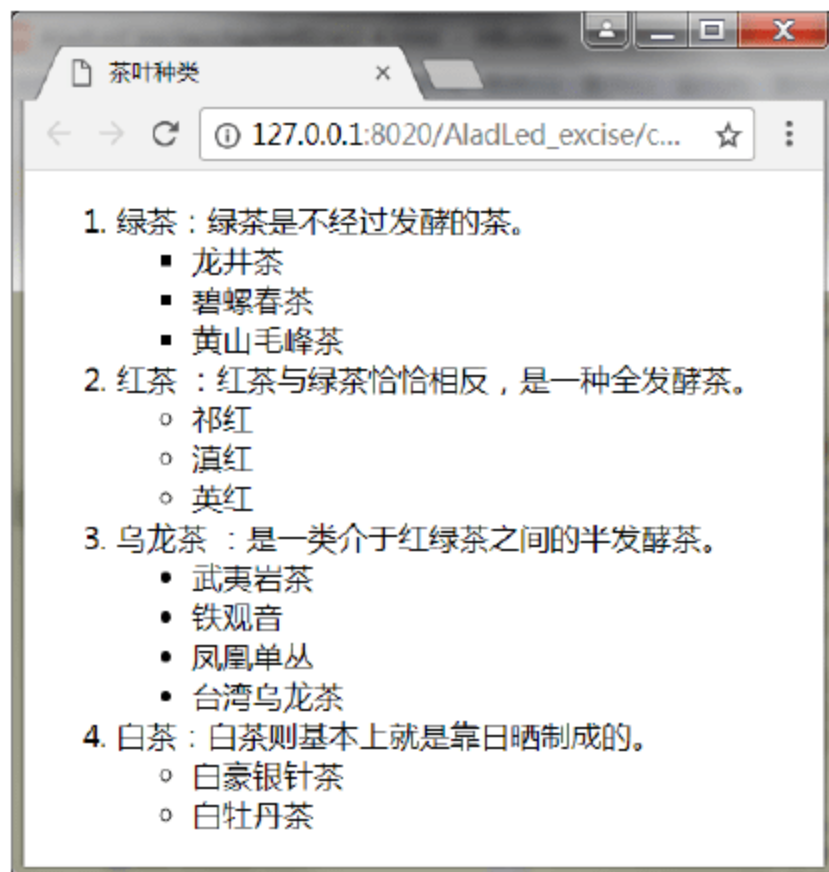 茶叶种类
127.0.0.1:8020/AladLed_excise/c...
1. 绿茶：绿茶是不经过发酵的茶。
龙井茶
碧螺春茶
黄山毛峰茶
2. 红茶 ：红茶与绿茶恰恰相反，是一种全发酵茶。
祁红
滇红
英红
3. 乌龙茶 ：是一类介于红绿茶之间的半发酵茶。
武夷岩茶
铁观音
凤凰单丛
台湾乌龙茶
4. 白茶：白茶则基本上就是靠日晒制成的。
白豪银针茶
白牡丹茶